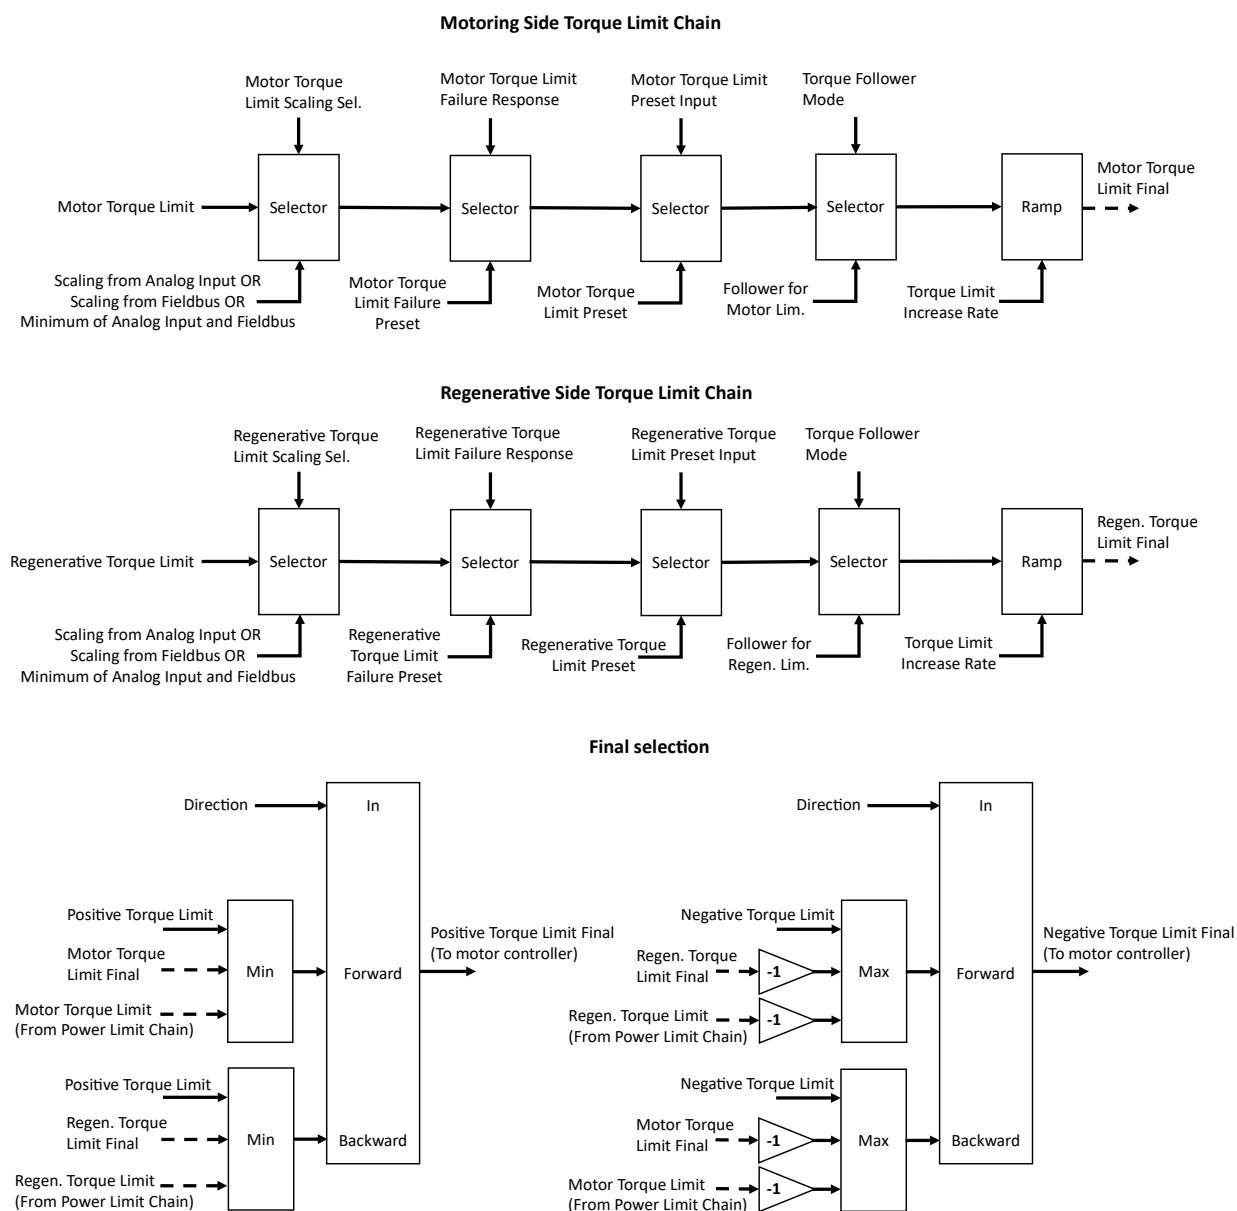 Motoring Side Torque Limit Chain
Motor Torque
Limit Scaling Sel.
Motor Torque Limit
Failure Response
Motor Torque Limit
Preset Input
Torque Follower
Mode
Motor Torque Limit
Selector
Selector
Selector
Selector
Ramp
Motor Torque
Limit Final
Scaling from Analog Input OR
Scaling from Fieldbus OR
Minimum of Analog Input and Fieldbus
Motor Torque
Limit Failure
Preset
Motor Torque
Limit Preset
Follower for
Motor Lim.
Torque Limit
Increase Rate
Regenerative Side Torque Limit Chain
Regenerative Torque
Limit Scaling Sel.
Regenerative Torque
Limit Failure Response
Regenerative Torque
Limit Preset Input
Torque Follower
Mode
Regenerative Torque Limit
Selector
Selector
Selector
Selector
Ramp
Regen. Torque
Limit Final
Scaling from Analog Input OR
Scaling from Fieldbus OR
Minimum of Analog Input and Fieldbus
Regenerative
Torque Limit
Failure Preset
Regenerative Torque
Limit Preset
Follower for
Regen. Lim.
Torque Limit
Increase Rate
Final selection
Direction
In
Positive Torque Limit
Motor Torque
Limit Final
Motor Torque Limit
(From Power Limit Chain)
Min
Forward
Positive Torque Limit Final
(To motor controller)
Positive Torque Limit
Regen. Torque
Limit Final
Regen. Torque Limit
(From Power Limit Chain)
Min
Backward
Direction
In
Negative Torque Limit
Regen. Torque
Limit Final
-1
Regen. Torque Limit
(From Power Limit Chain)
-1
Max
Forward
Negative Torque Limit Final
(To motor controller)
Negative Torque Limit
Motor Torque
Limit Final
-1
Motor Torque Limit
(From Power Limit Chain)
-1
Max
Backward